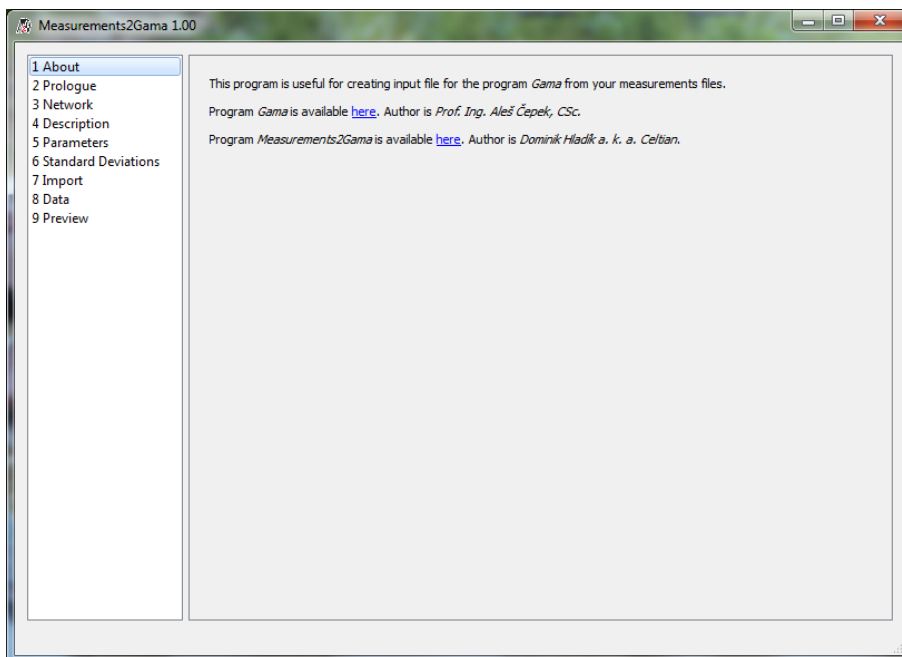 Measurements2Gama 1.00
1 About
2 Prologue
3 Network
4 Description
5 Parameters
6 Standard Deviations
7 Import
8 Data
9 Preview
This program is useful for creating input file for the program Gama from your measurements files.
Program Gama is available here. Author is Prof. Ing. Aleš Čepek, CSc.
Program Measurements2Gama is available here. Author is Dominik Hladík a. k. a. Celtian.